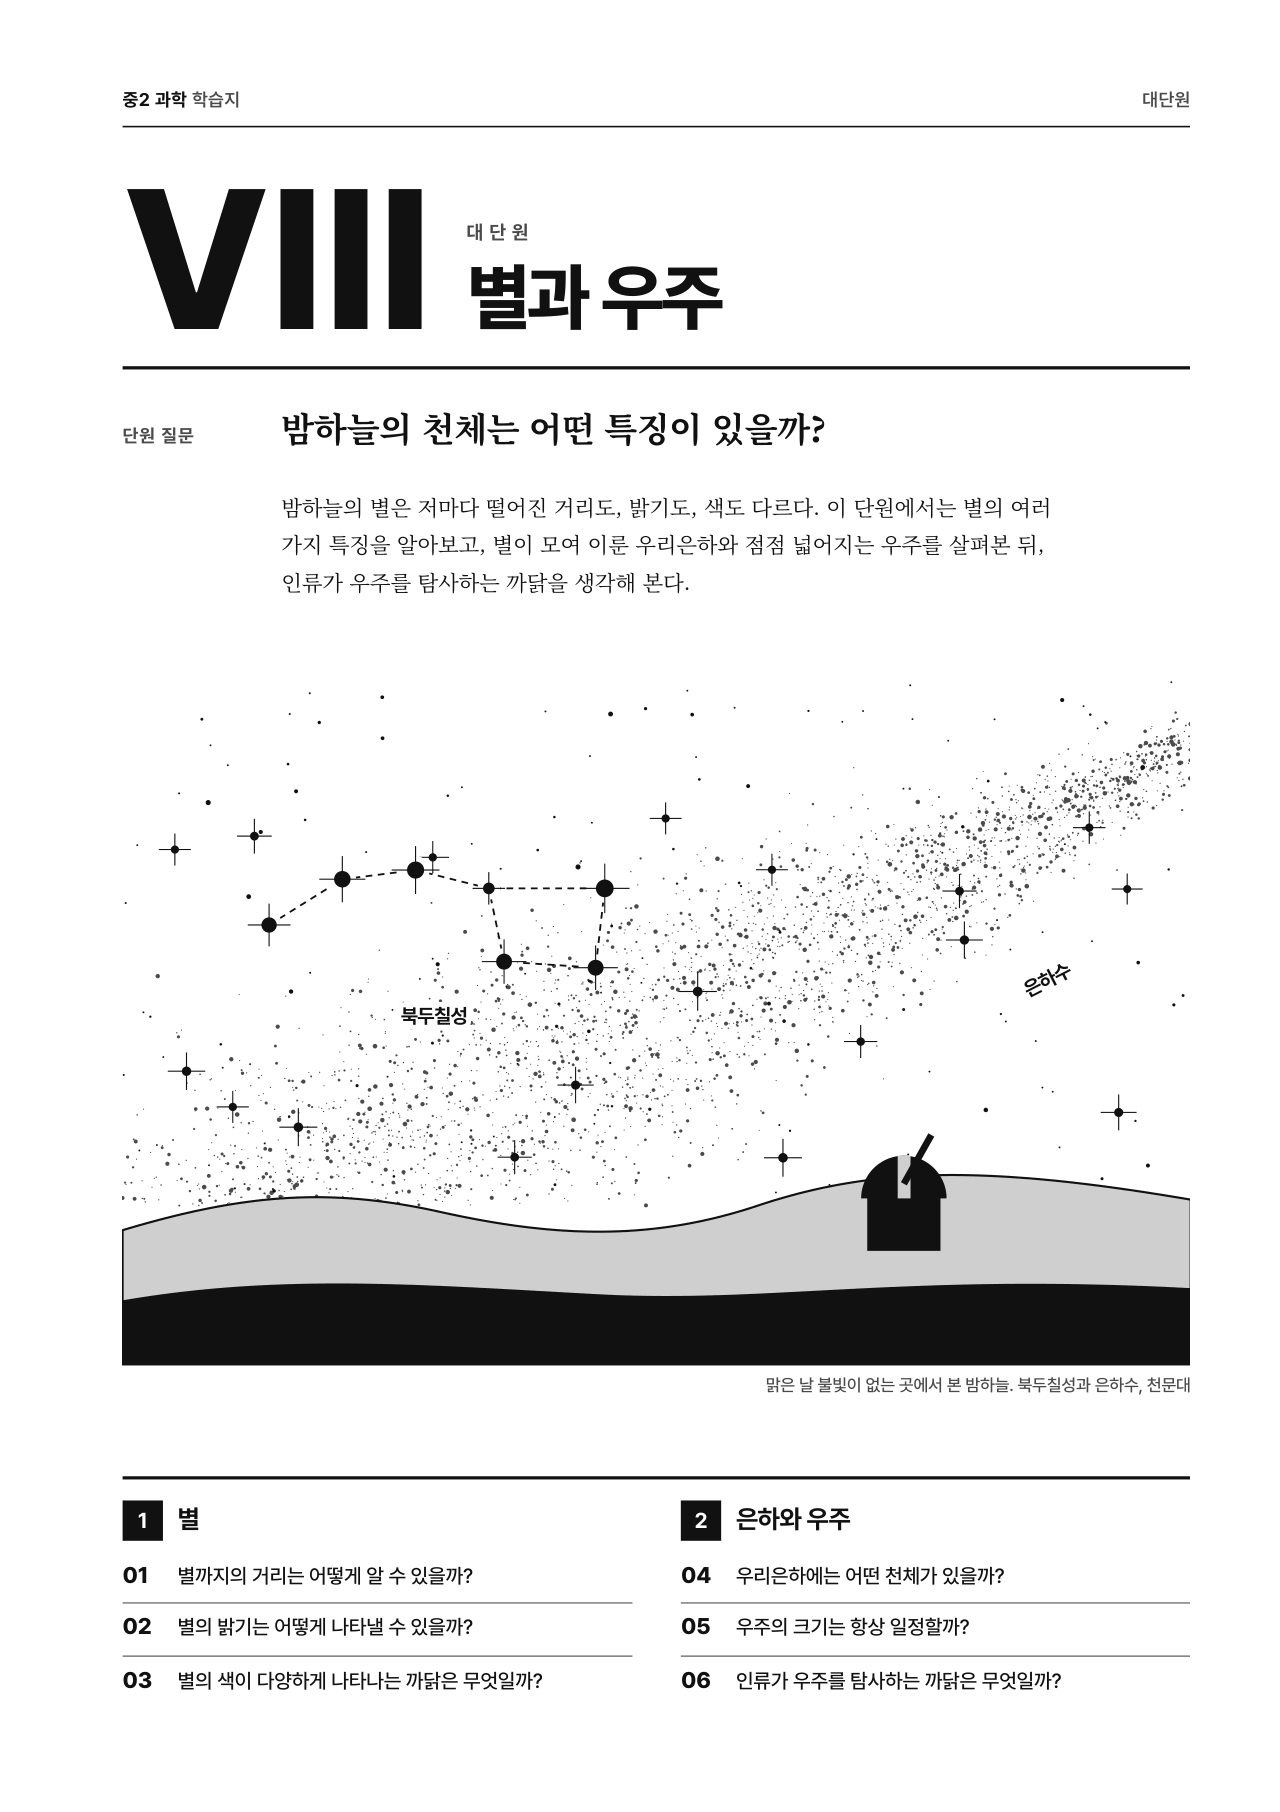 중2 과학 학습지
대단원
VIII
대단원
별과 우주
단원 질문
밤하늘의 천체는 어떤 특징이 있을까?
밤하늘의 별은 저마다 떨어진 거리도, 밝기도, 색도 다르다. 이 단원에서는 별의 여러
가지 특징을 알아보고, 별이 모여 이룬 우리은하와 점점 넓어지는 우주를 살펴본 뒤,
인류가 우주를 탐사하는 까닭을 생각해 본다.
은하수
북두칠성
맑은 날 불빛이 없는 곳에서 본 밤하늘. 북두칠성과 은하수, 천문대
1 별
01 별까지의 거리는 어떻게 알 수 있을까?
02 별의 밝기는 어떻게 나타낼 수 있을까?
03 별의 색이 다양하게 나타나는 까닭은 무엇일까?
2 은하와 우주
04 우리은하에는 어떤 천체가 있을까?
05 우주의 크기는 항상 일정할까?
06 인류가 우주를 탐사하는 까닭은 무엇일까?